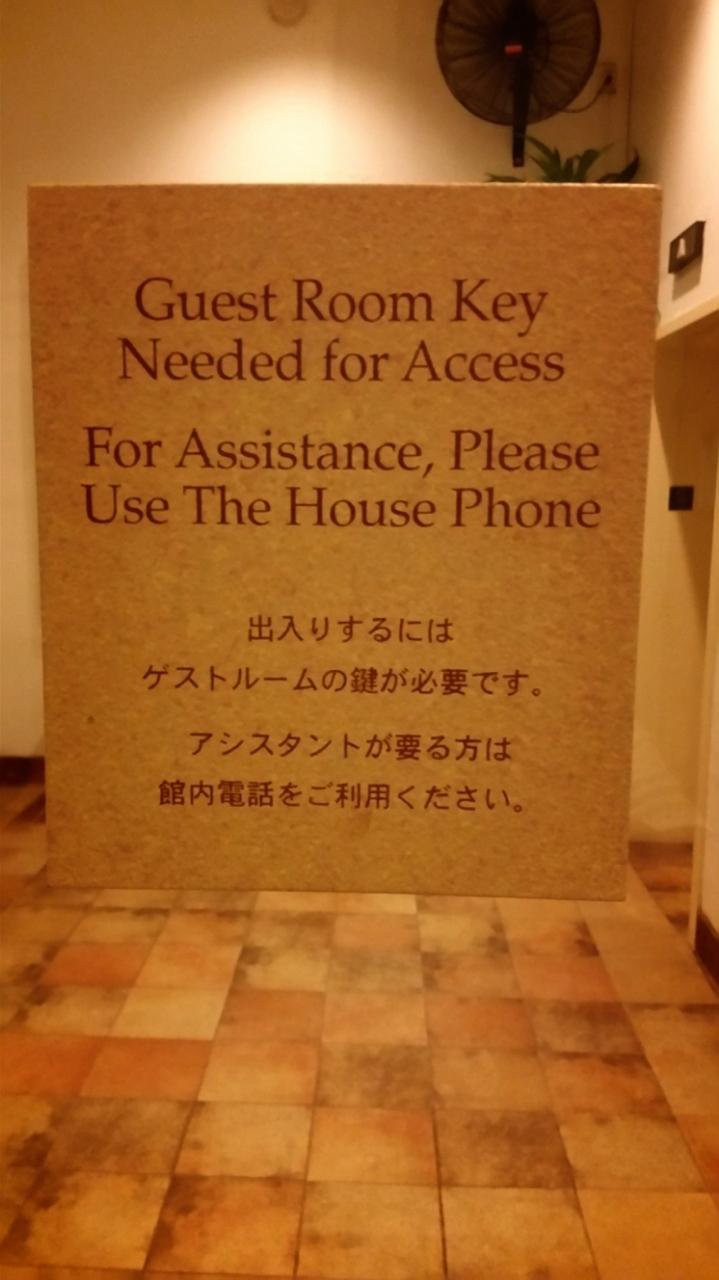 Guest Room Key
Needed for Access
For Assistance, Please
Use The House Phone
出入りするには
ゲストルームの鍵が必要です。
アシスタントが要る方は
館内電話をご利用ください。